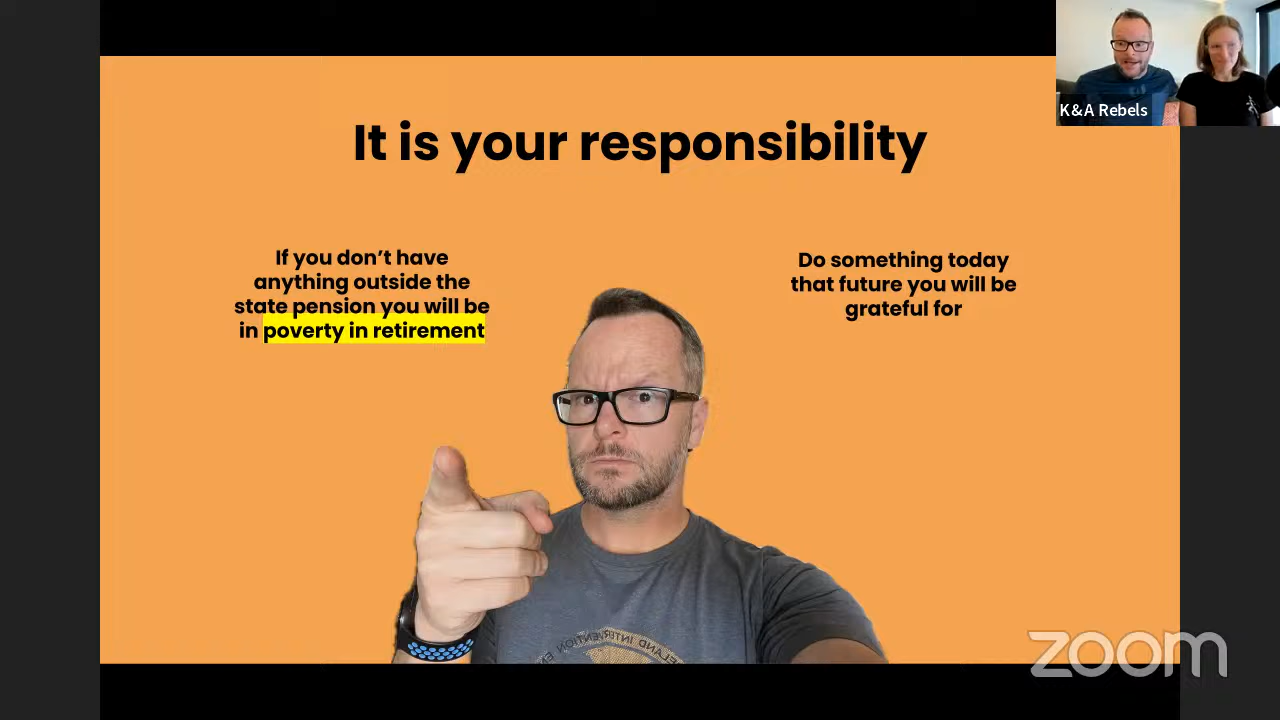 It is your responsibility
If you don't have
anything outside the
state pension you will be
in poverty in retirement
Do something today
that future you will be
grateful for
K&A Rebels
zoom